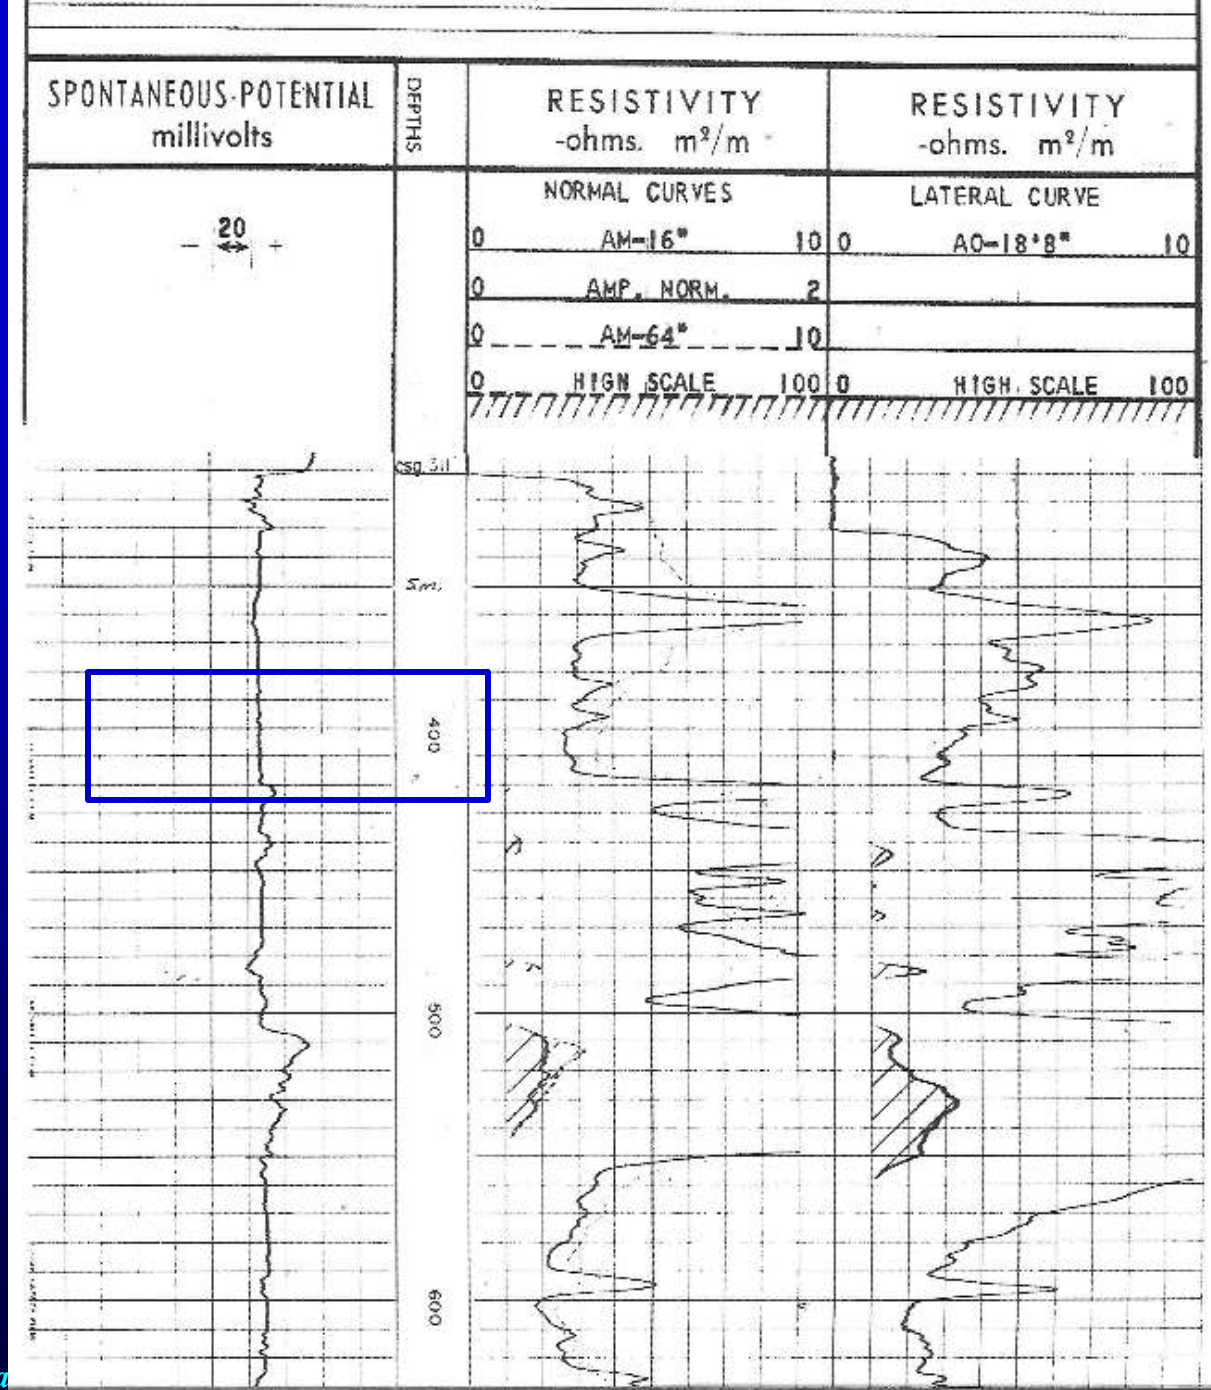 SPONTANEOUS-POTENTIAL
millivolts
DEPTHS
RESISTIVITY
-ohms. m²/m
RESISTIVITY
-ohms. m²/m
- 20 +
NORMAL CURVES
0 AM-16" 10
0 AMP. NORM. 2
0 AM-64" 10
0 HIGN SCALE 100
LATERAL CURVE
0 AO-18'8" 10
0 HIGH. SCALE 100
csg.
S.m.
400
500
600